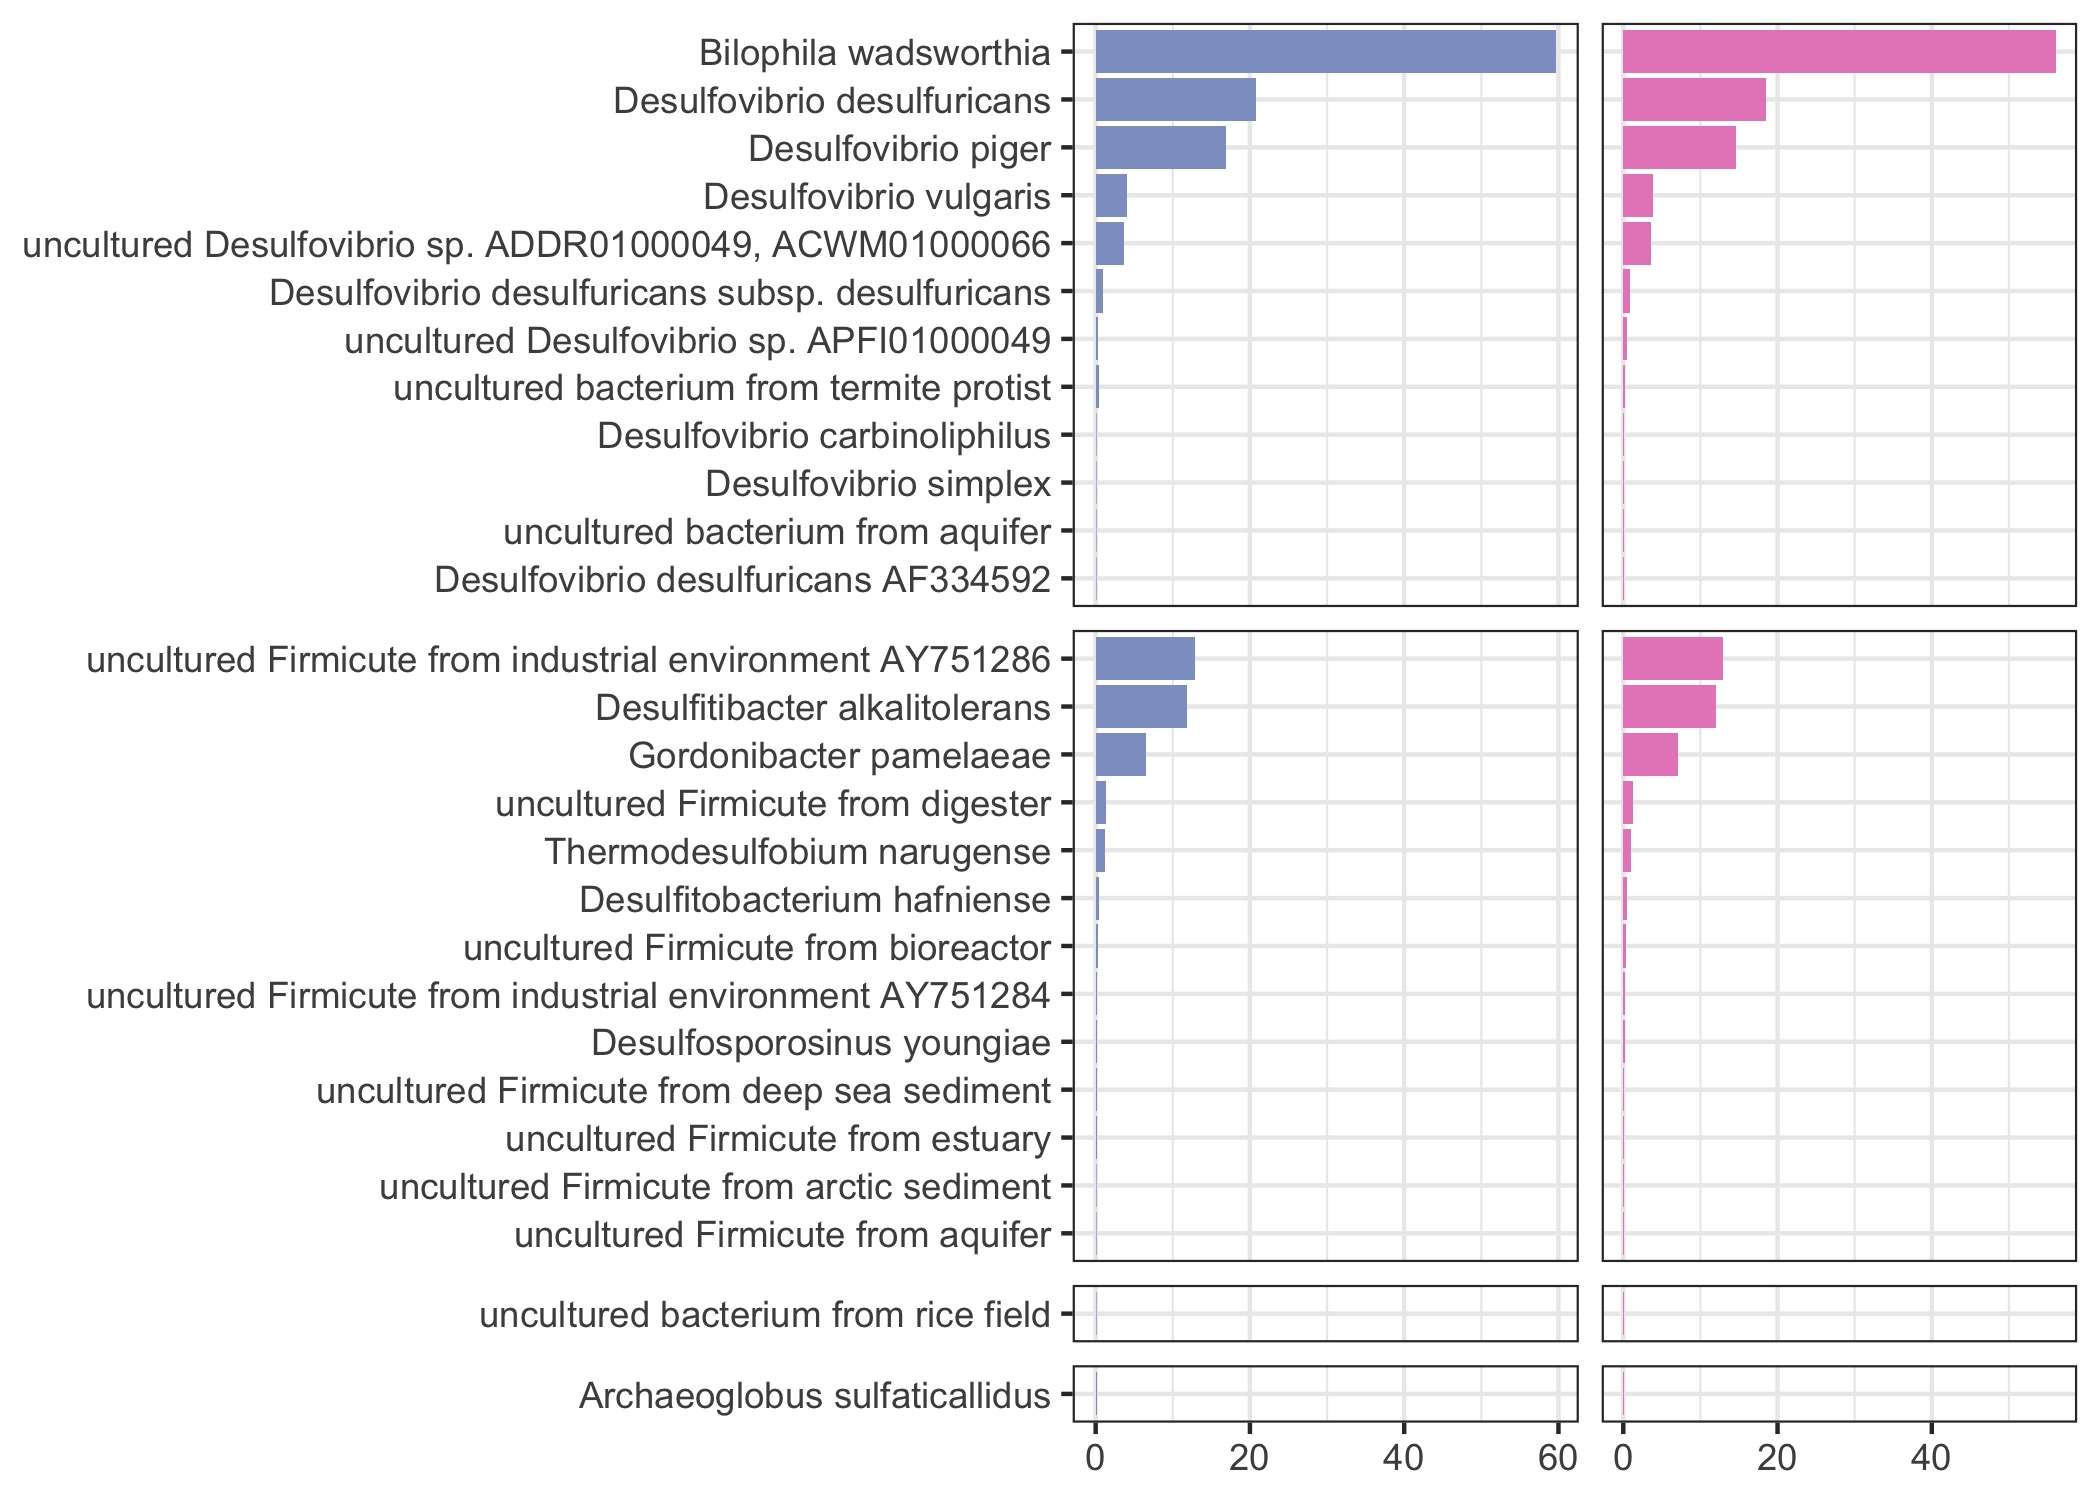 Bilophila wadsworthia
Desulfovibrio desulfuricans
Desulfovibrio piger
Desulfovibrio vulgaris
uncultured Desulfovibrio sp. ADDR01000049, ACWM01000066
Desulfovibrio desulfuricans subsp. desulfuricans
uncultured Desulfovibrio sp. APFI01000049
uncultured bacterium from termite protist
Desulfovibrio carbinoliphilus
Desulfovibrio simplex
uncultured bacterium from aquifer
Desulfovibrio desulfuricans AF334592
uncultured Firmicute from industrial environment AY751286
Desulfitibacter alkalitolerans
Gordonibacter pamelaeae
uncultured Firmicute from digester
Thermodesulfobium narugense
Desulfitobacterium hafniense
uncultured Firmicute from bioreactor
uncultured Firmicute from industrial environment AY751284
Desulfosporosinus youngiae
uncultured Firmicute from deep sea sediment
uncultured Firmicute from estuary
uncultured Firmicute from arctic sediment
uncultured Firmicute from aquifer
uncultured bacterium from rice field
Archaeoglobus sulfaticallidus
0 20 40 60 0 20 40